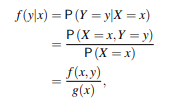 f(y|x) = P(Y = y|X = x)
= P(X = x, Y = y) / P(X = x)
= f(x,y) / g(x),